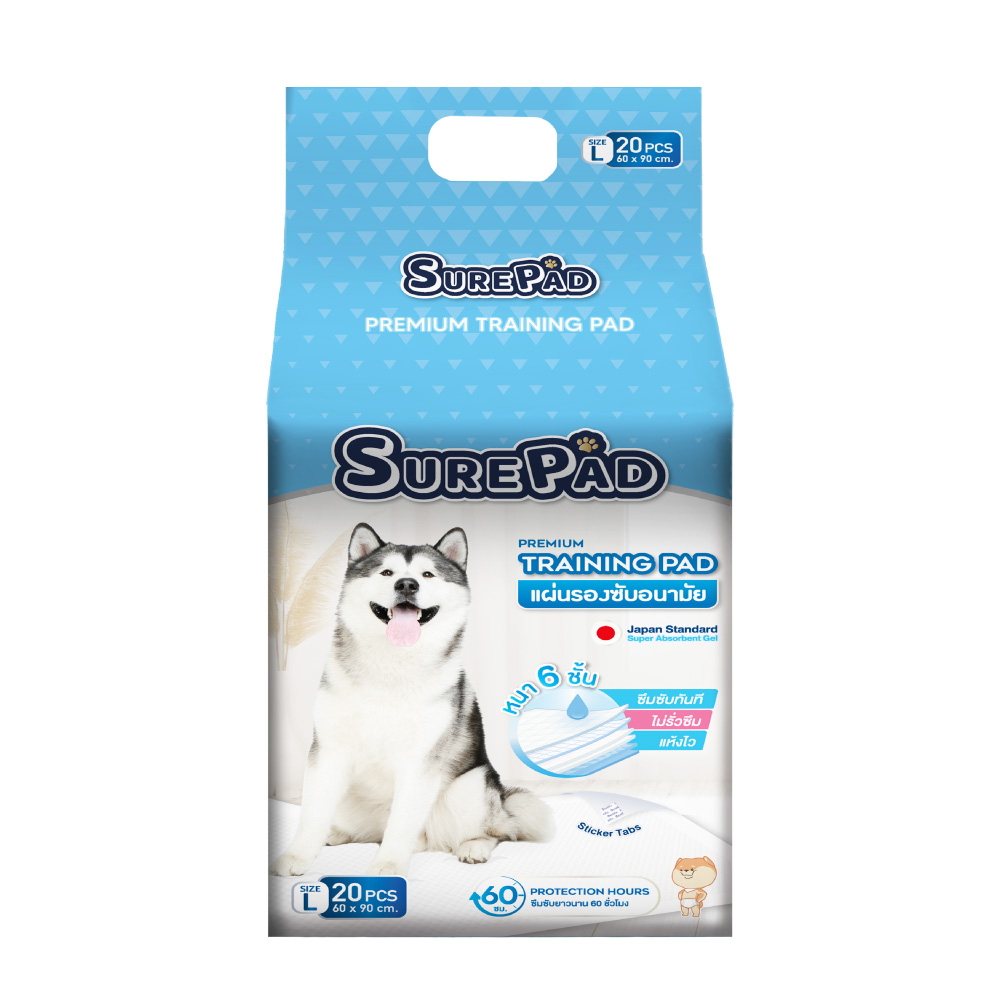 SIZE
L
20 PCS
60 x 90 cm.
SUREPAD
PREMIUM TRAINING PAD
SUREPAD
PREMIUM
TRAINING PAD
แผ่นรองซับอนามัย
Japan Standard
Super Absorbent Gel
หนา 6 ชั้น
ซึมซับทันที
ไม่รั่วซึม
แห้งไว
Sticker Tabs
SIZE
L
20 PCS
60 x 90 cm.
60
ชม.
PROTECTION HOURS
ซึมซับยาวนาน 60 ชั่วโมง